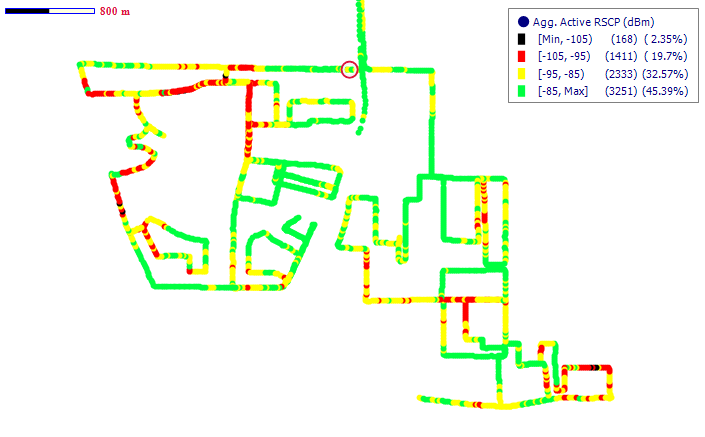 800 m
Agg. Active RSCP (dBm)
[Min, -105) (168) ( 2.35%)
[-105, -95) (1411) ( 19.7%)
[-95, -85) (2333) (32.57%)
[-85, Max] (3251) (45.39%)